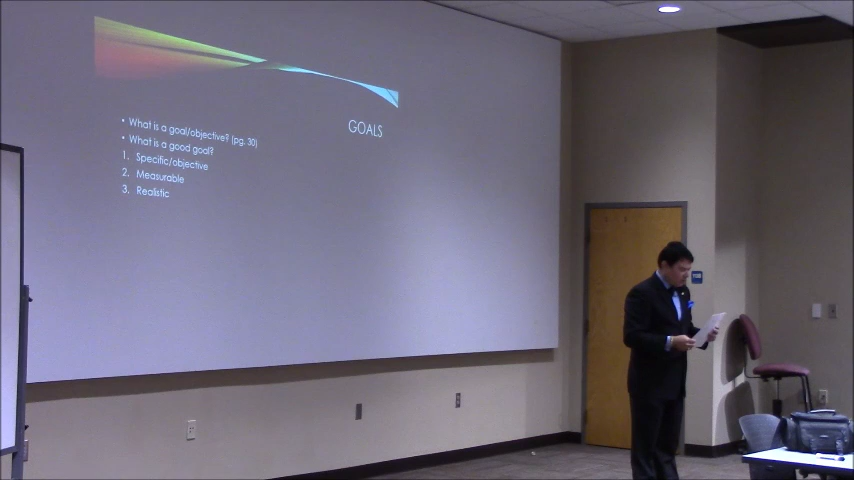 GOALS
• What is a goal/objective? (pg. 30)
• What is a good goal?
1. Specific/objective
2. Measurable
3. Realistic